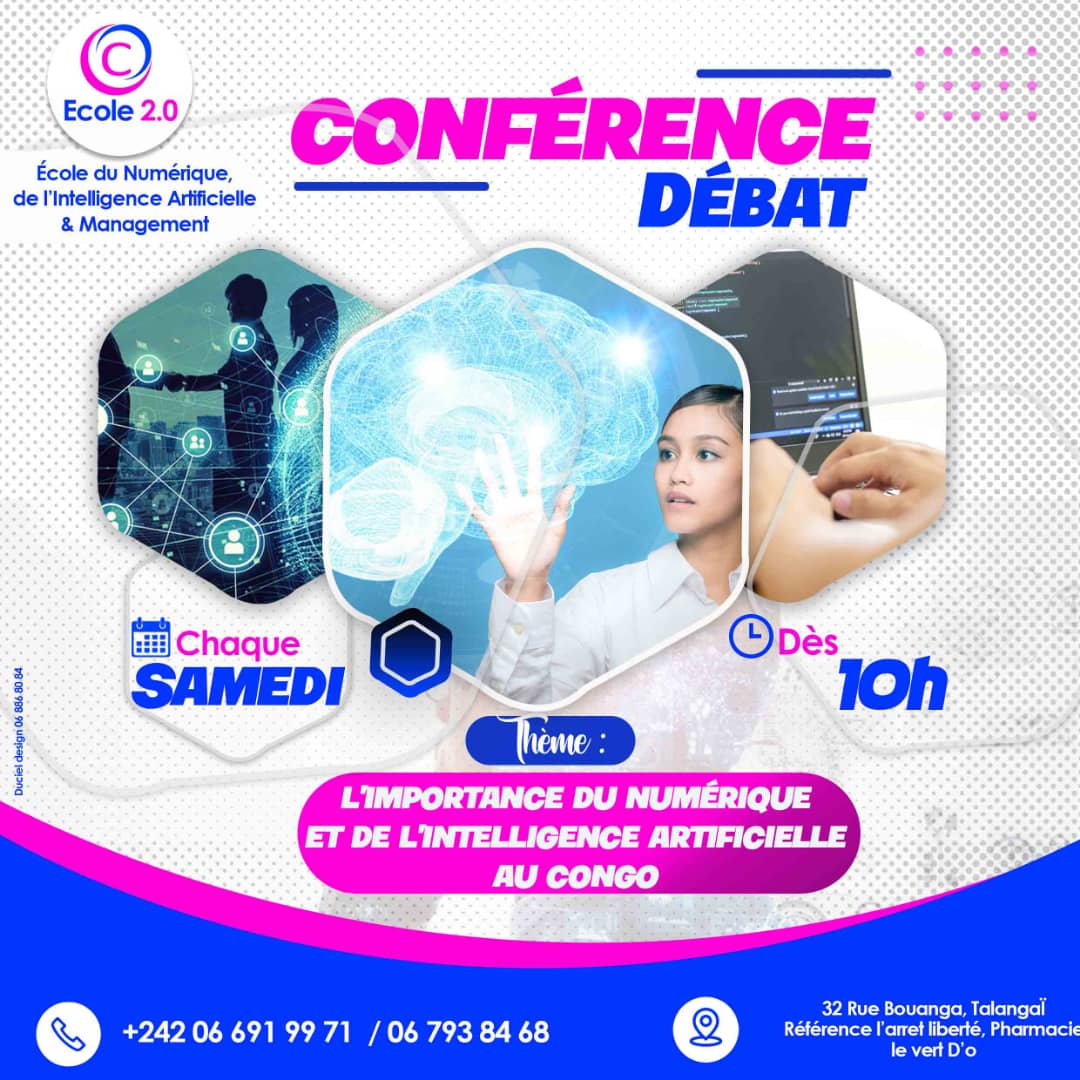 C
Ecole 2.0
École du Numérique,
de l'Intelligence Artificielle
& Management
CONFÉRENCE
DÉBAT
Chaque
SAMEDI
Dès
10h
Duciel design 06 886 80 84
Thème :
L'IMPORTANCE DU NUMÉRIQUE
ET DE L'INTELLIGENCE ARTIFICIELLE
AU CONGO
+242 06 691 99 71 / 06 793 84 68
32 Rue Bouanga, TalangaÏ
Référence l'arret liberté, Pharmacie
le vert D'o